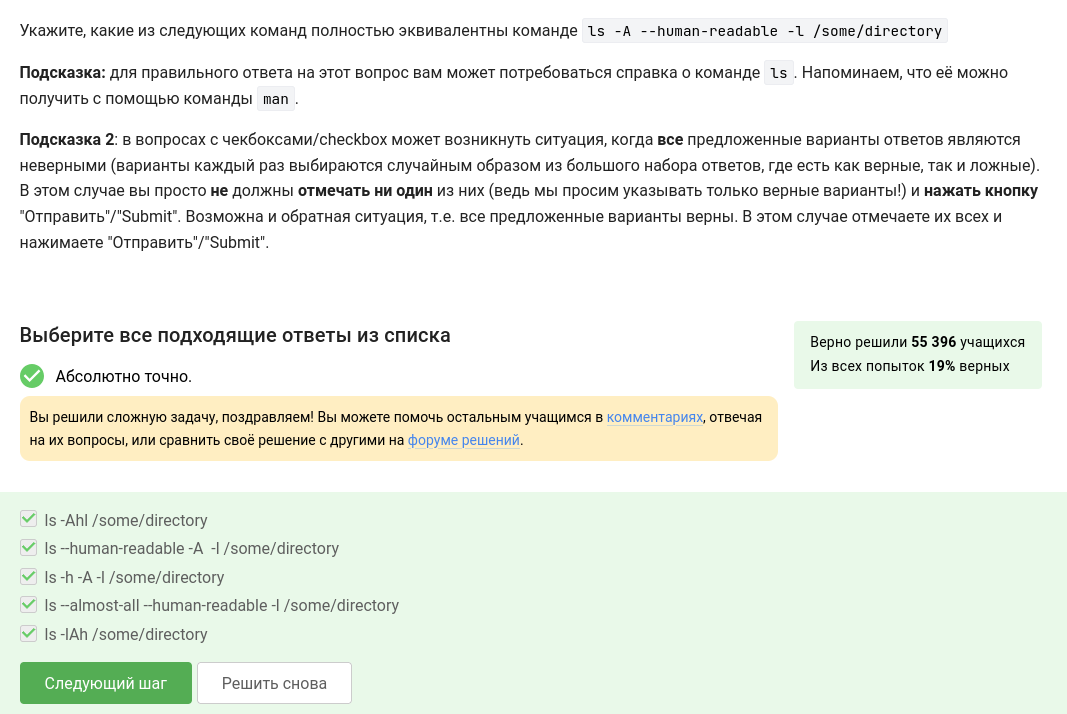 Укажите, какие из следующих команд полностью эквивалентны команде ls -A --human-readable -l /some/directory
Подсказка: для правильного ответа на этот вопрос вам может потребоваться справка о команде ls. Напоминаем, что её можно
получить с помощью команды man.
Подсказка 2: в вопросах с чекбоксами/checkbox может возникнуть ситуация, когда все предложенные варианты ответов являются
неверными (варианты каждый раз выбираются случайным образом из большого набора ответов, где есть как верные, так и ложные).
В этом случае вы просто не должны отмечать ни один из них (ведь мы просим указывать только верные варианты!) и нажать кнопку
"Отправить"/"Submit". Возможна и обратная ситуация, т.е. все предложенные варианты верны. В этом случае отмечаете их всех и
нажимаете "Отправить"/"Submit".
Выберите все подходящие ответы из списка
Верно решили 55 396 учащихся
Из всех попыток 19% верных
Абсолютно точно.
Вы решили сложную задачу, поздравляем! Вы можете помочь остальным учащимся в комментариях, отвечая
на их вопросы, или сравнить своё решение с другими на форуме решений.
ls -Ahl /some/directory
ls --human-readable -A  -l /some/directory
ls -h -A -l /some/directory
ls --almost-all --human-readable -l /some/directory
ls -lAh /some/directory
Следующий шаг
Решить снова